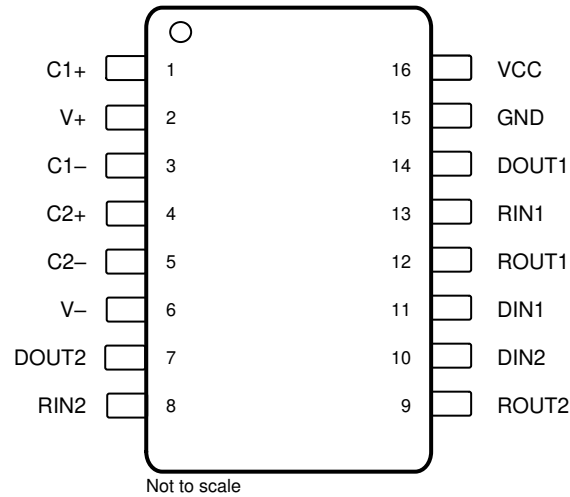 C1+ 1 16 VCC
V+ 2 15 GND
C1– 3 14 DOUT1
C2+ 4 13 RIN1
C2– 5 12 ROUT1
V– 6 11 DIN1
DOUT2 7 10 DIN2
RIN2 8 9 ROUT2
Not to scale